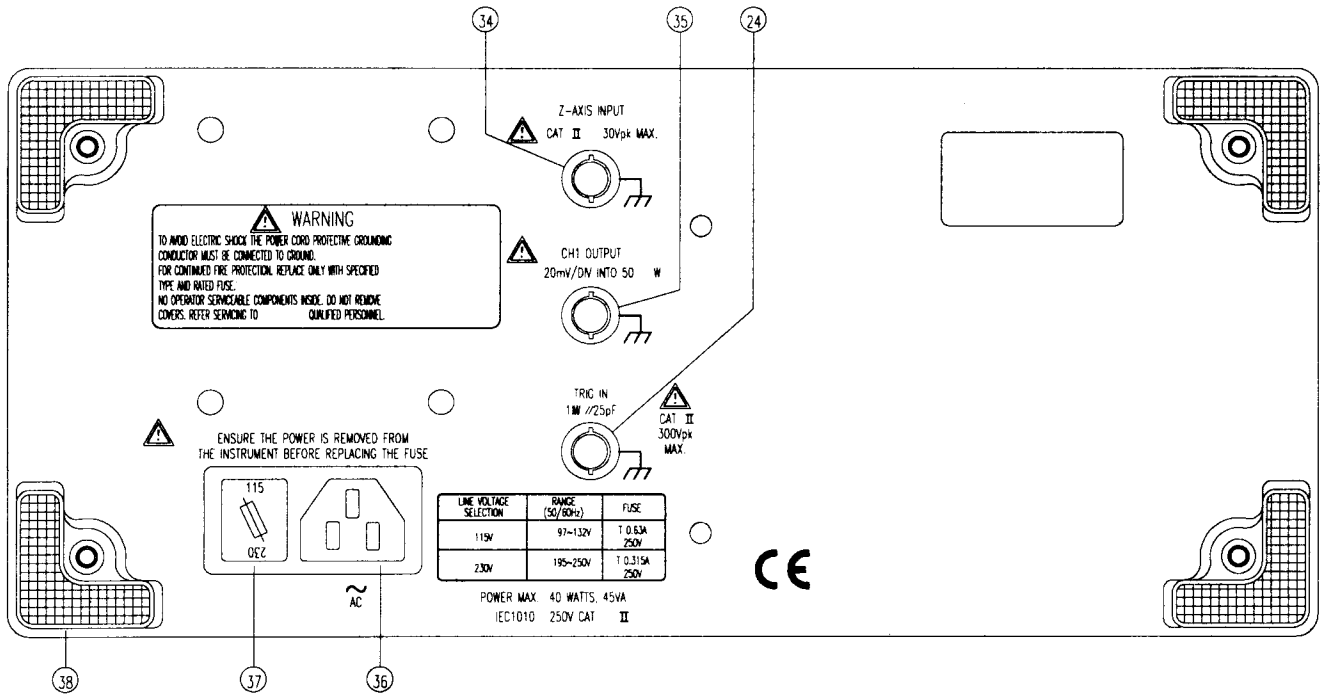 34
35
24
Z-AXIS INPUT
CAT II 30Vpk MAX.
WARNING
TO AVOID ELECTRIC SHOCK THE POWER CORD PROTECTIVE GROUNDING
CONDUCTOR MUST BE CONNECTED TO GROUND.
FOR CONTINUED FIRE PROTECTION. REPLACE ONLY WITH SPECIFIED
TYPE AND RATED FUSE.
NO OPERATOR SERVICEABLE COMPONENTS INSIDE. DO NOT REMOVE
COVERS. REFER SERVICING TO QUALIFIED PERSONNEL.
CH1 OUTPUT
20mV/DIV INTO 50 W
TRIG IN
1M //25pF
CAT II
300Vpk
MAX.
ENSURE THE POWER IS REMOVED FROM
THE INSTRUMENT BEFORE REPLACING THE FUSE
115
230
AC
LINE VOLTAGE SELECTION RANGE (50/60Hz) FUSE
115V 97~132V T 0.63A 250V
230V 195~250V T 0.315A 250V
POWER MAX. 40 WATTS, 45VA
IEC1010 250V CAT II
CE
38
37
36